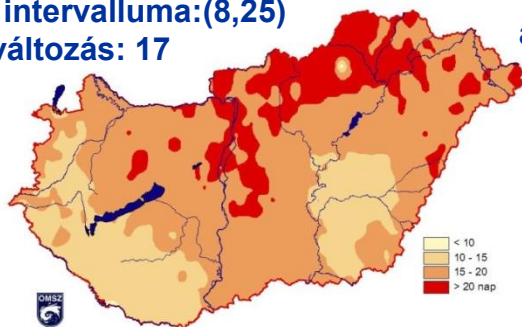 intervalluma:(8,25)
változás: 17
a
< 10
10 - 15
15 - 20
> 20 nap
OMSZ